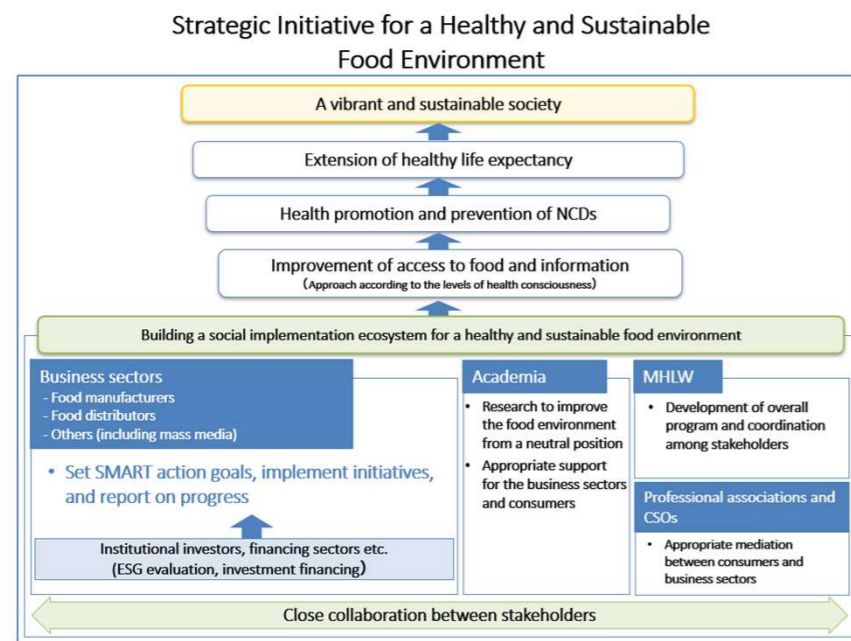 Strategic Initiative for a Healthy and Sustainable
Food Environment
A vibrant and sustainable society
Extension of healthy life expectancy
Health promotion and prevention of NCDs
Improvement of access to food and information
(Approach according to the levels of health consciousness)
Building a social implementation ecosystem for a healthy and sustainable food environment
Business sectors
- Food manufacturers
- Food distributors
- Others (including mass media)
• Set SMART action goals, implement initiatives,
and report on progress
Institutional investors, financing sectors etc.
(ESG evaluation, investment financing)
Academia
• Research to improve
the food environment
from a neutral position
• Appropriate support
for the business sectors
and consumers
MHLW
• Development of overall
program and coordination
among stakeholders
Professional associations and
CSOs
• Appropriate mediation
between consumers and
business sectors
Close collaboration between stakeholders